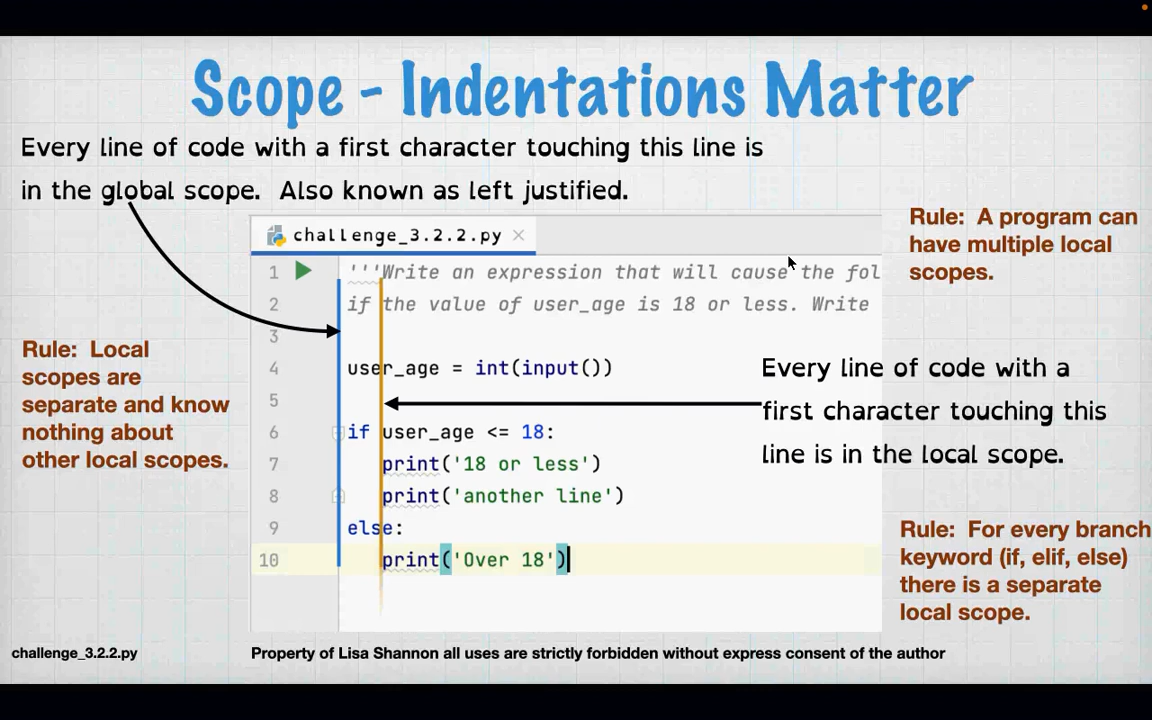 Scope - Indentations Matter
Every line of code with a first character touching this line is
in the global scope. Also known as left justified.
Rule: A program can
have multiple local
scopes.
challenge_3.2.2.py
1 '''Write an expression that will cause the fol
2 if the value of user_age is 18 or less. Write
3
4 user_age = int(input())
5
6 if user_age <= 18:
7 print('18 or less')
8 print('another line')
9 else:
10 print('Over 18')
Rule: Local
scopes are
separate and know
nothing about
other local scopes.
Every line of code with a
first character touching this
line is in the local scope.
Rule: For every branch
keyword (if, elif, else)
there is a separate
local scope.
challenge_3.2.2.py
Property of Lisa Shannon all uses are strictly forbidden without express consent of the author